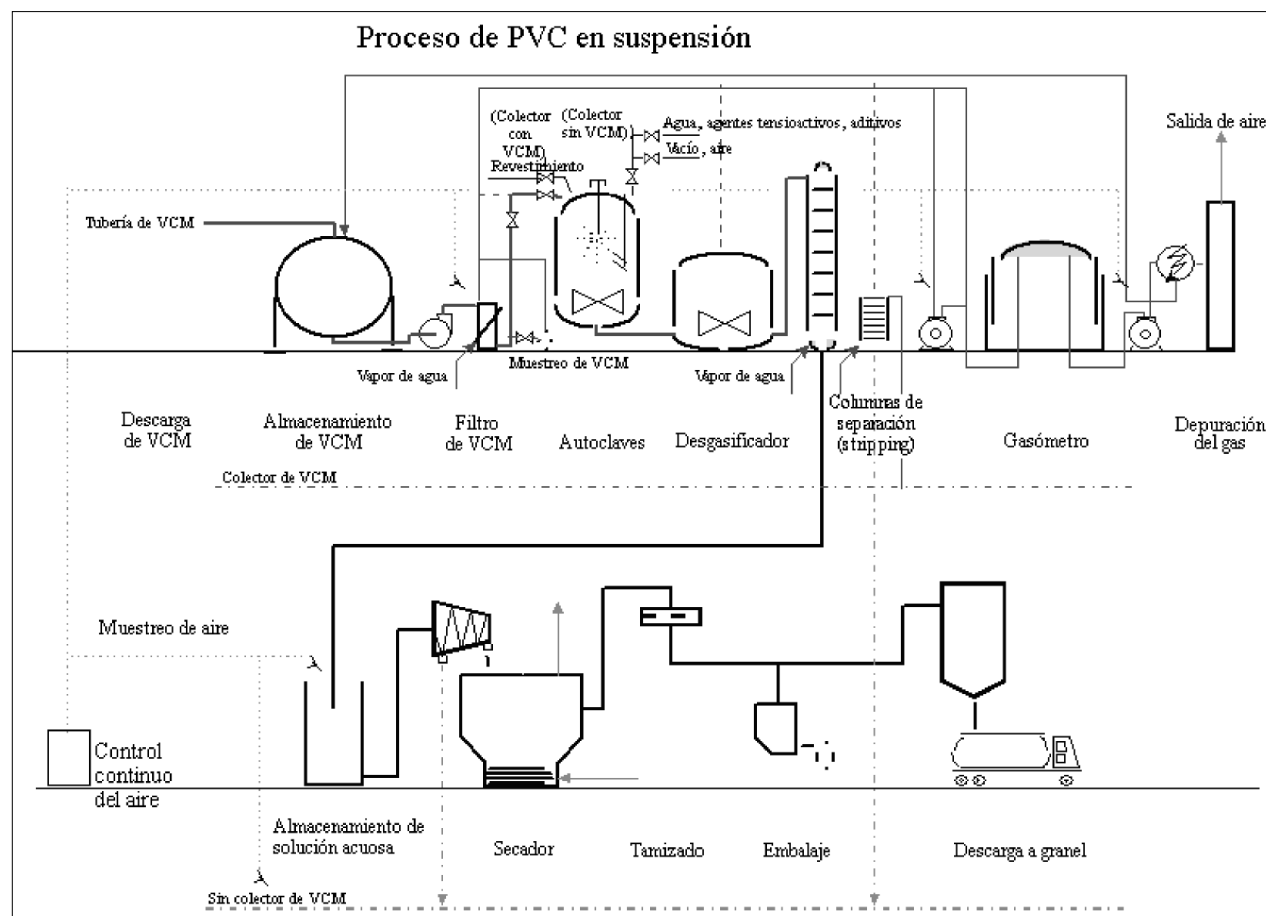 Proceso de PVC en suspensión
(Colector
con
VCM)
(Colector
sin VCM)
Agua, agentes tensioactivos, aditivos
Vacío, aire
Salida de aire
Revestimiento
Tubería de VCM
Vapor de agua
Muestreo de VCM
Vapor de agua
Descarga
de VCM
Almacenamiento
de VCM
Filtro
de VCM
Autoclaves
Desgasificador
Columnas de
separación
(stripping)
Gasómetro
Depuración
del gas
Colector de VCM
Muestreo de aire
Control
continuo
del aire
Almacenamiento de
solución acuosa
Secador
Tamizado
Embalaje
Descarga a granel
Sin colector de VCM